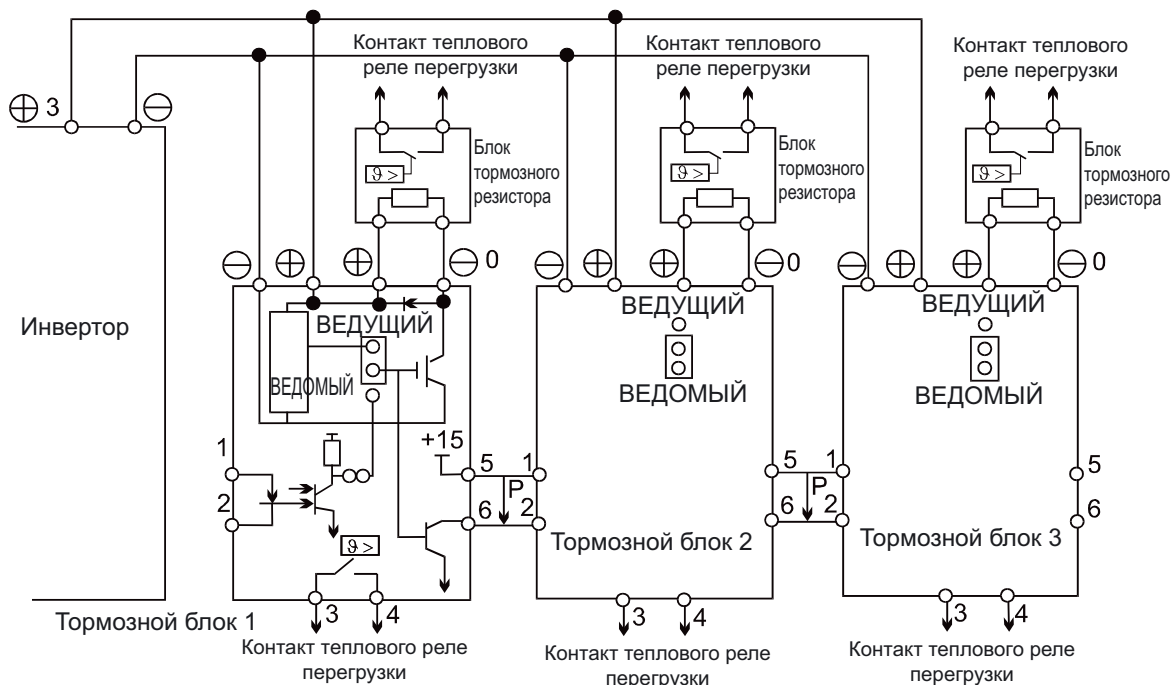 Контакт теплового
реле перегрузки
Контакт теплового
реле перегрузки
Контакт теплового
реле перегрузки
⊕ 3 ⊖
Блок
тормозного
резистора
ϑ >
Блок
тормозного
резистора
ϑ >
Блок
тормозного
резистора
ϑ >
⊖ ⊕ ⊕ ⊖ 0
⊖ ⊕ ⊕ ⊖ 0
⊖ ⊕ ⊕ ⊖ 0
Инвертор
ВЕДУЩИЙ
ВЕДОМЫЙ
ВЕДУЩИЙ
ВЕДОМЫЙ
ВЕДУЩИЙ
ВЕДОМЫЙ
+15
1
2
5
6
P
1
2
5
6
P
1
2
5
6
ϑ >
Тормозной блок 2
Тормозной блок 3
3 4
3 4
3 4
Тормозной блок 1
Контакт теплового реле
перегрузки
Контакт теплового реле
перегрузки
Контакт теплового реле
перегрузки